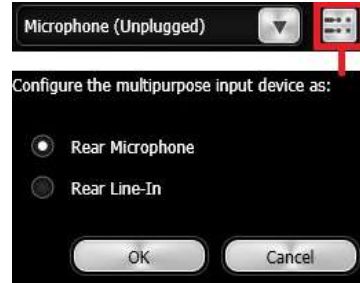 Microphone (Unplugged)
Configure the multipurpose input device as:
Rear Microphone
Rear Line-In
OK Cancel